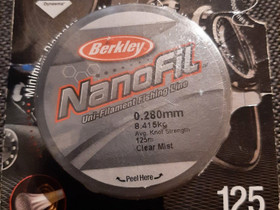 Berkley
NanoFil
Uni-Filament Fishing Line
0.280mm
8.415kg
Avg. Knot Strength
125m
Clear Mist
Peel Here
125